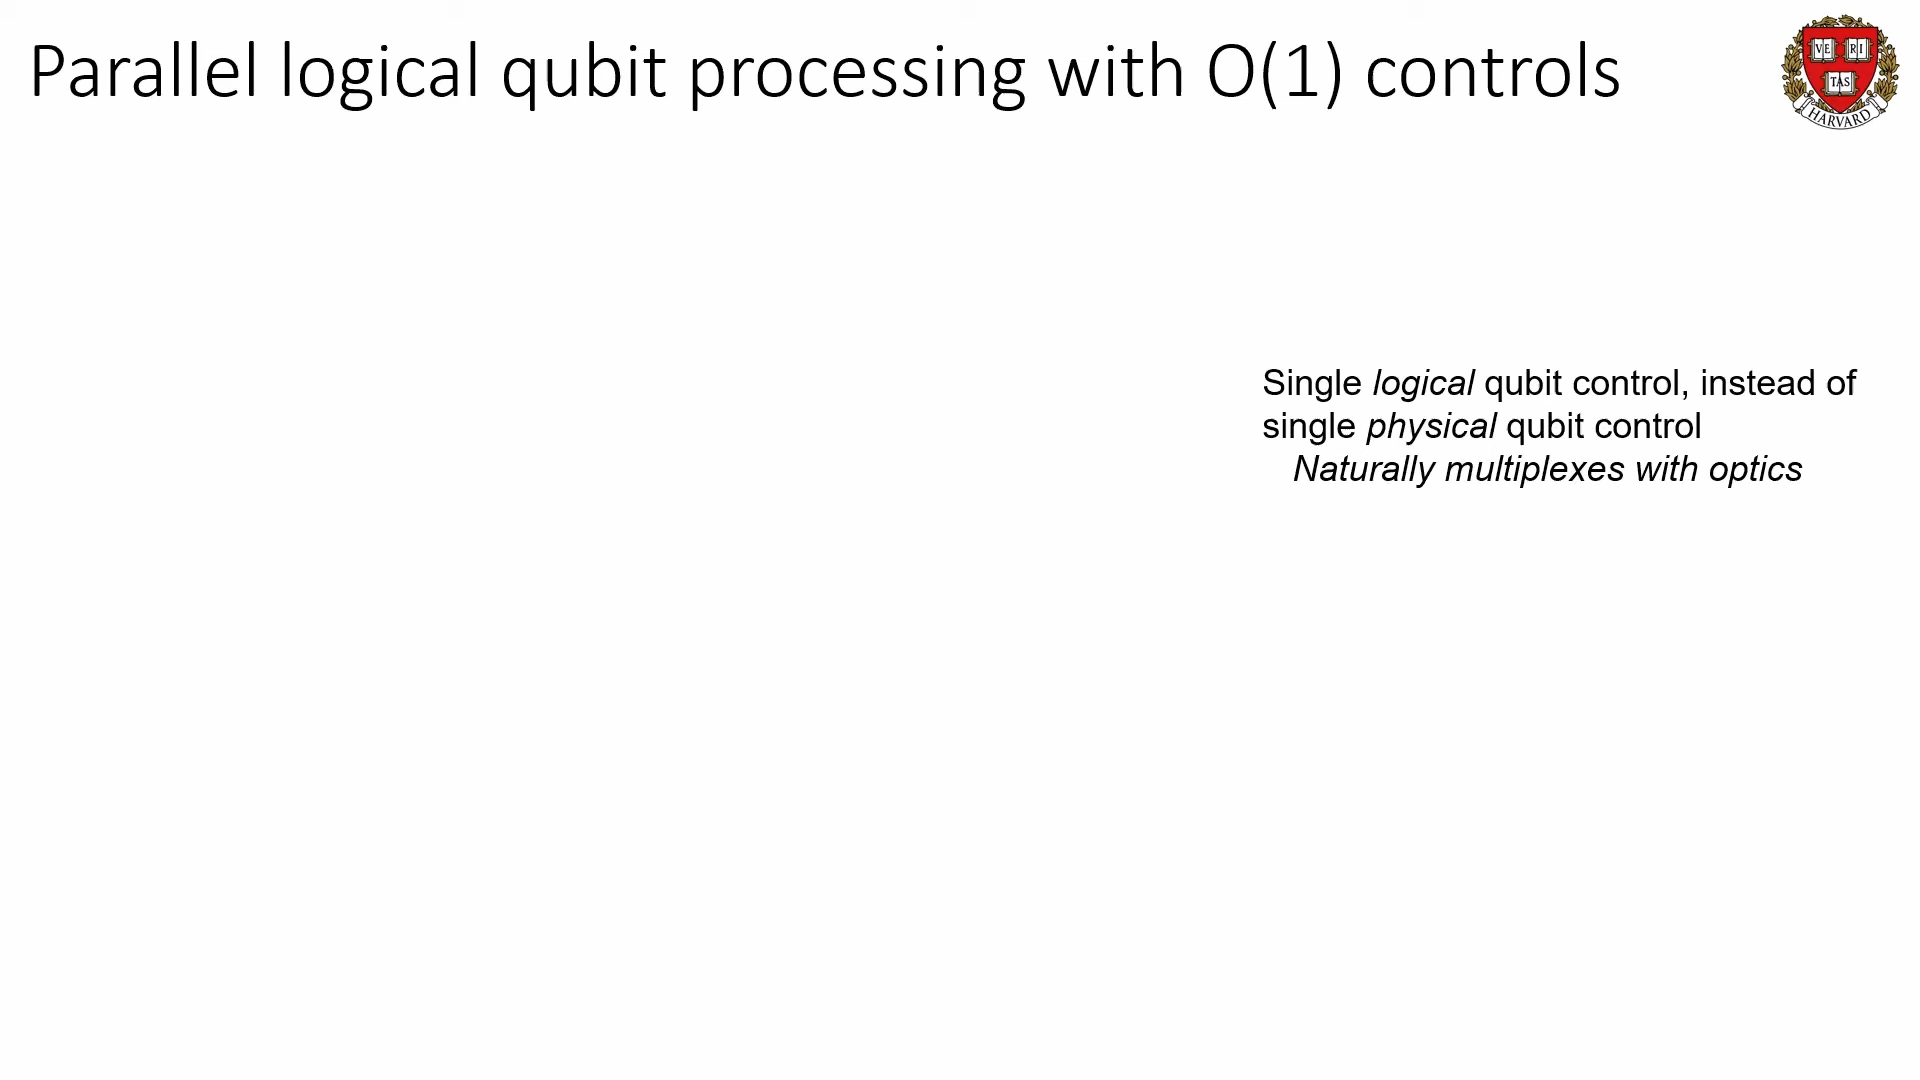 Parallel logical qubit processing with O(1) controls
VE RI
TAS
HARVARD
Single logical qubit control, instead of
single physical qubit control
Naturally multiplexes with optics